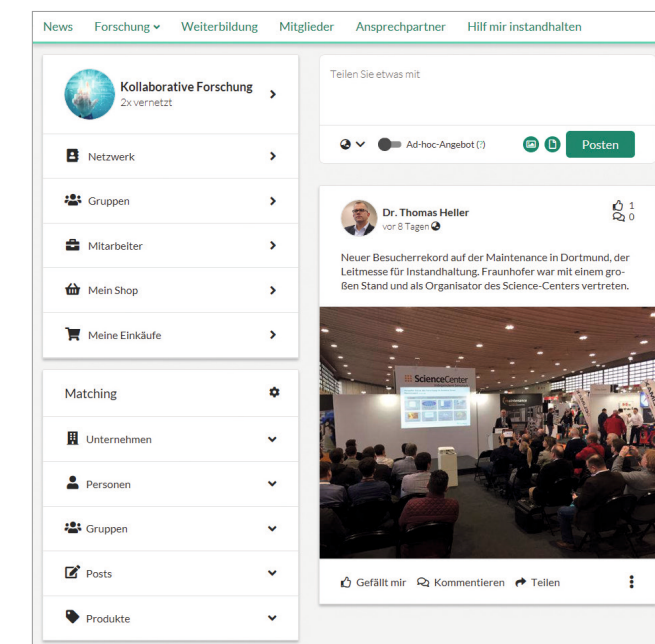 News Forschung Weiterbildung Mitglieder Ansprechpartner Hilf mir instandhalten
Kollaborative Forschung
2x vernetzt
Netzwerk
Gruppen
Mitarbeiter
Mein Shop
Meine Einkäufe
Matching
Unternehmen
Personen
Gruppen
Posts
Produkte
Teilen Sie etwas mit
Ad-hoc-Angebot (?)
Posten
Dr. Thomas Heller
vor 8 Tagen
1
0
Neuer Besucherrekord auf der Maintenance in Dortmund, der
Leitmesse für Instandhaltung. Fraunhofer war mit einem gro-
ßen Stand und als Organisator des Science-Centers vertreten.
ScienceCenter
Gefällt mir Kommentieren Teilen